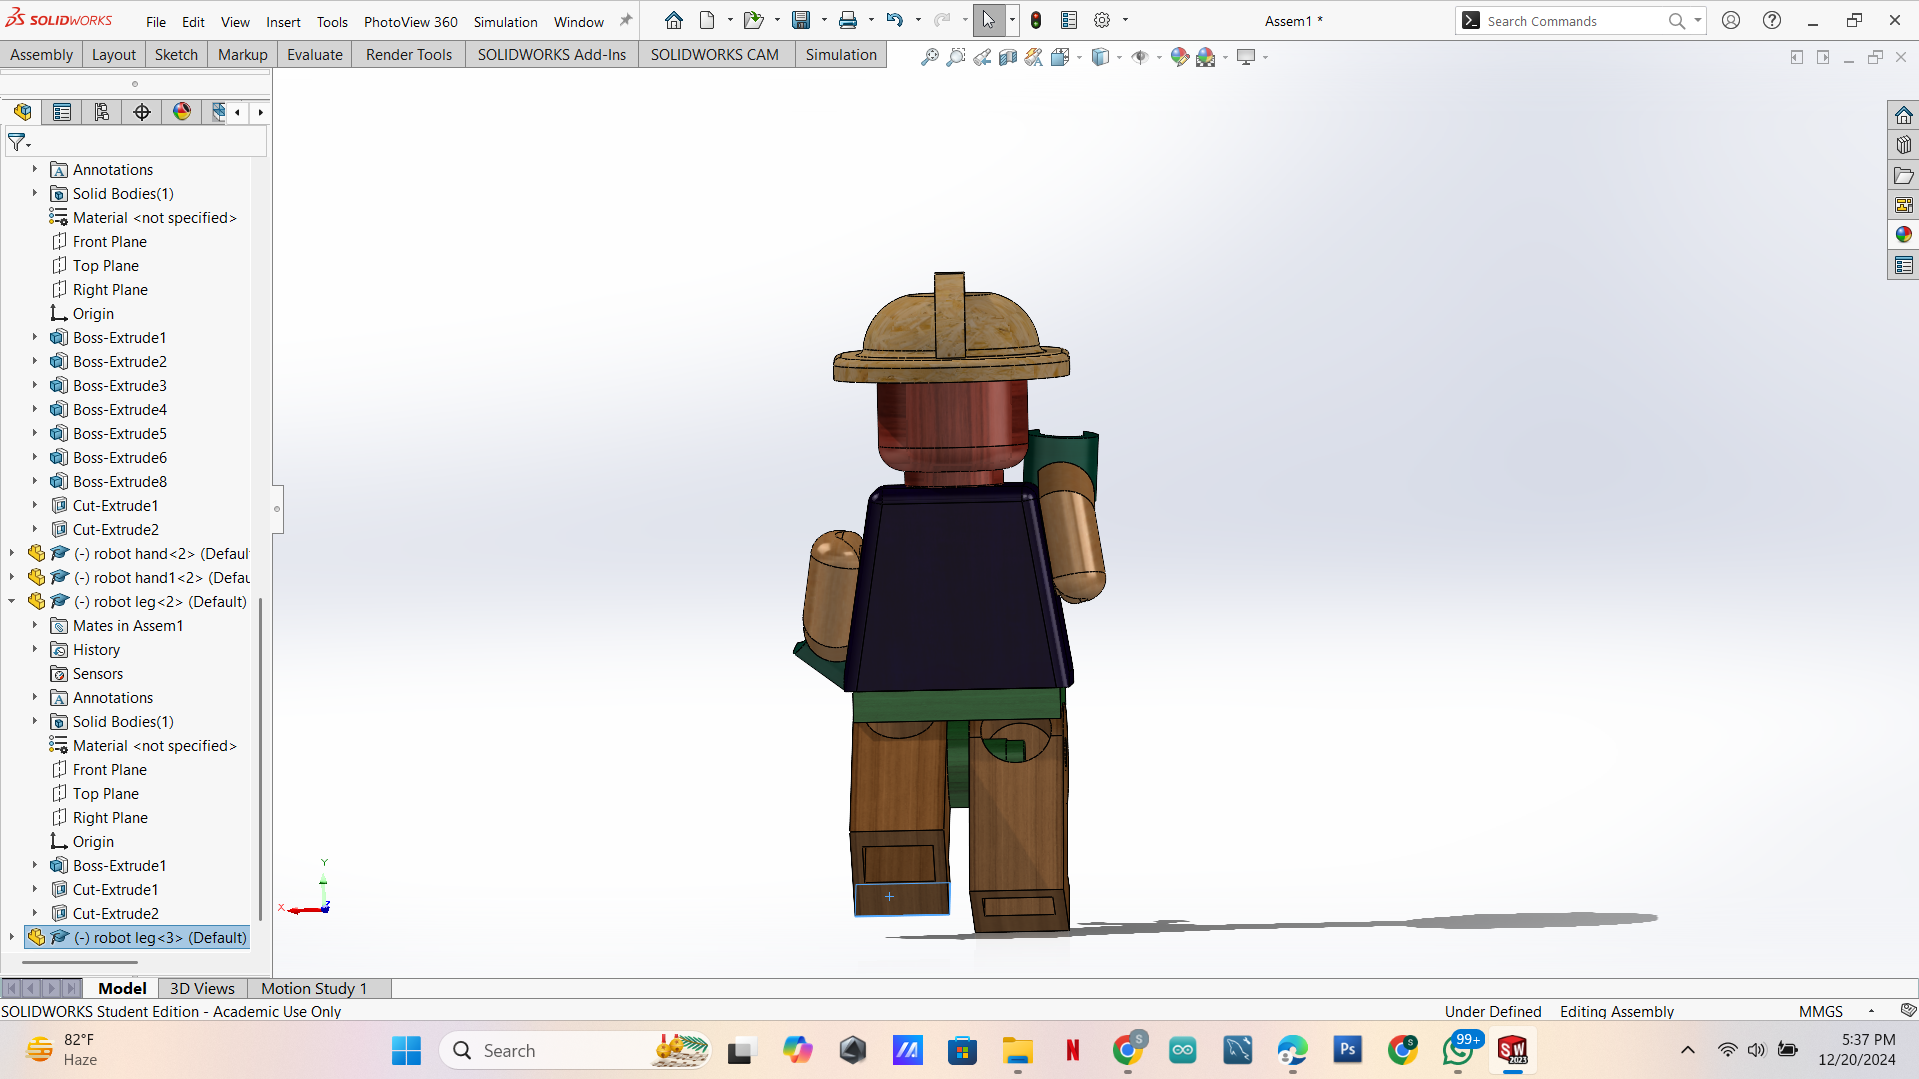 SOLIDWORKS
File Edit View Insert Tools PhotoView 360 Simulation Window
Assem1 *
Search Commands
Assembly Layout Sketch Markup Evaluate Render Tools SOLIDWORKS Add-Ins SOLIDWORKS CAM Simulation
Annotations
Solid Bodies(1)
Material <not specified>
Front Plane
Top Plane
Right Plane
Origin
Boss-Extrude1
Boss-Extrude2
Boss-Extrude3
Boss-Extrude4
Boss-Extrude5
Boss-Extrude6
Boss-Extrude8
Cut-Extrude1
Cut-Extrude2
(-) robot hand<2> (Defaul
(-) robot hand1<2> (Defau
(-) robot leg<2> (Default)
Mates in Assem1
History
Sensors
Annotations
Solid Bodies(1)
Material <not specified>
Front Plane
Top Plane
Right Plane
Origin
Boss-Extrude1
Cut-Extrude1
Cut-Extrude2
(-) robot leg<3> (Default)
Y
X
Z
Model 3D Views Motion Study 1
SOLIDWORKS Student Edition - Academic Use Only
Under Defined Editing Assembly MMGS
82°F
Haze
Search
N
S
Ps
S
99+
SW
2023
5:37 PM
12/20/2024